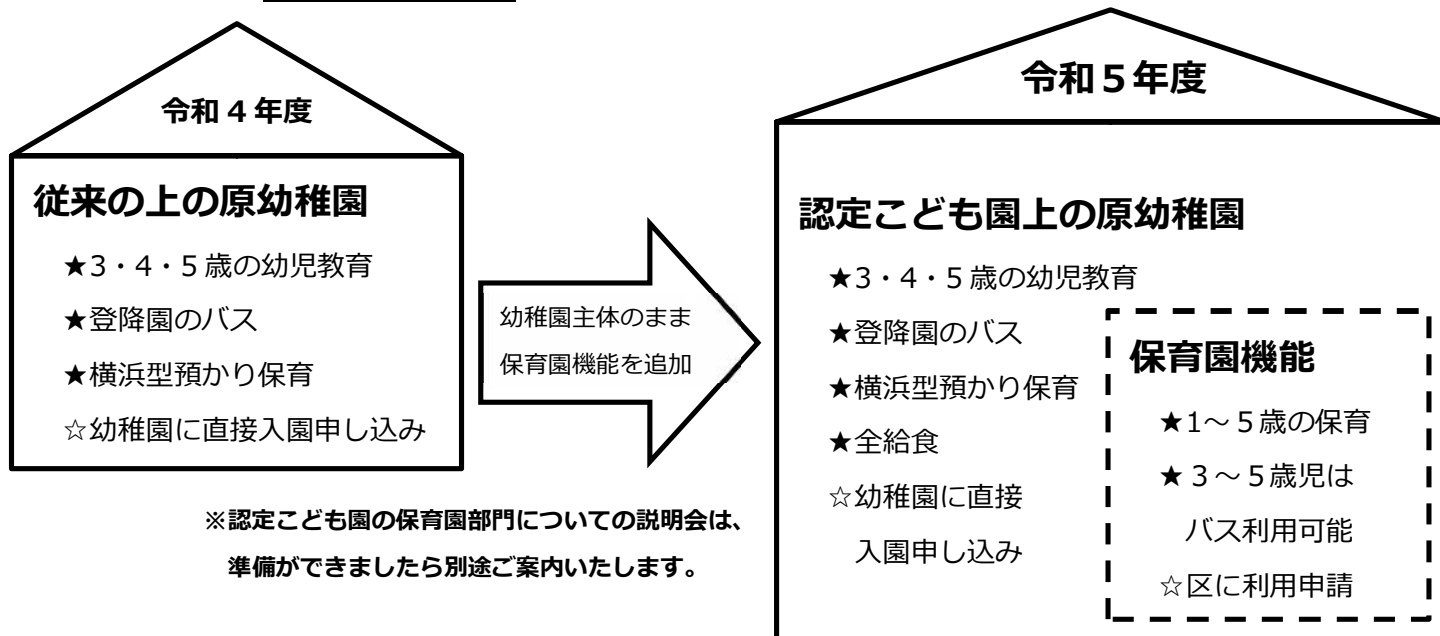 令和４年度
従来の上の原幼稚園
★3・4・5歳の幼児教育
★登降園のバス
★横浜型預かり保育
☆幼稚園に直接入園申し込み
幼稚園主体のまま
保育園機能を追加
※認定こども園の保育園部門についての説明会は、
準備ができましたら別途ご案内いたします。
令和５年度
認定こども園上の原幼稚園
★3・4・5歳の幼児教育
★登降園のバス
★横浜型預かり保育
★全給食
☆幼稚園に直接
入園申し込み
保育園機能
★1～５歳の保育
★３～５歳児は
バス利用可能
☆区に利用申請